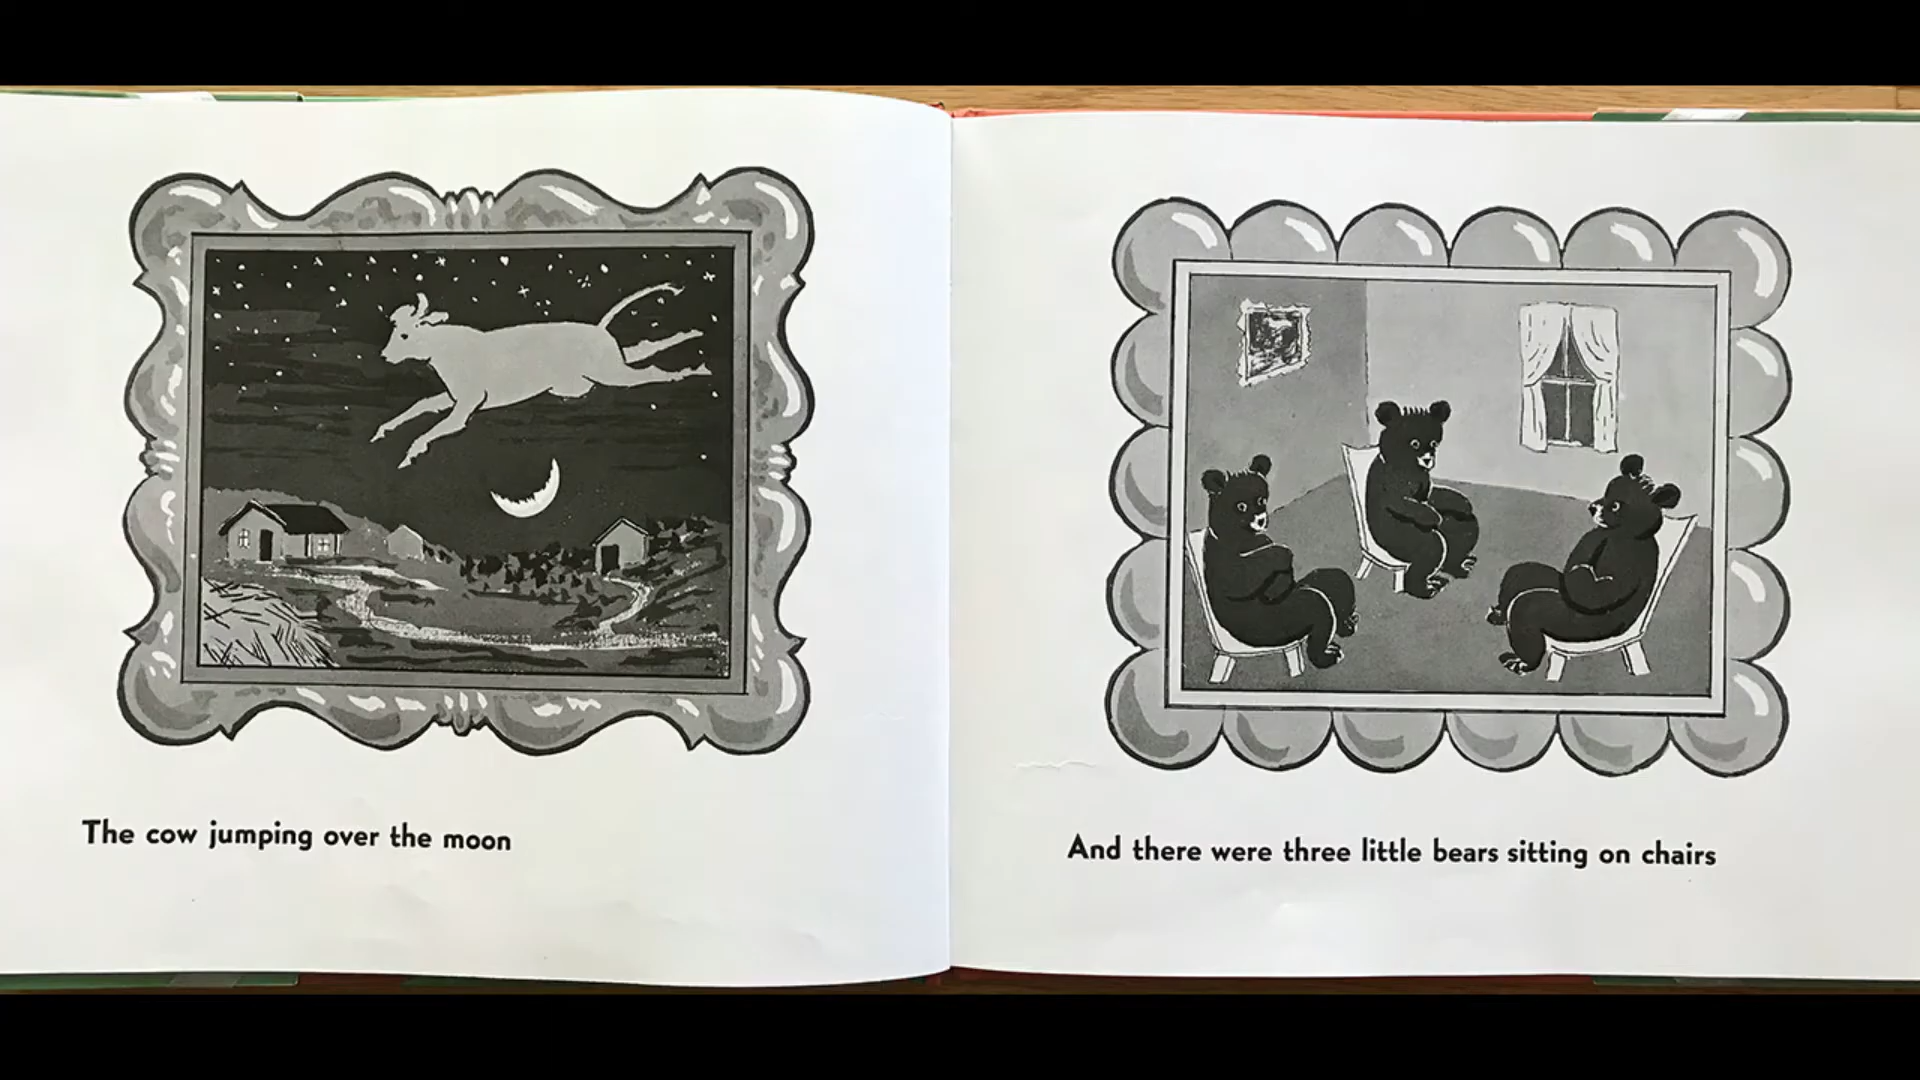 The cow jumping over the moon
And there were three little bears sitting on chairs